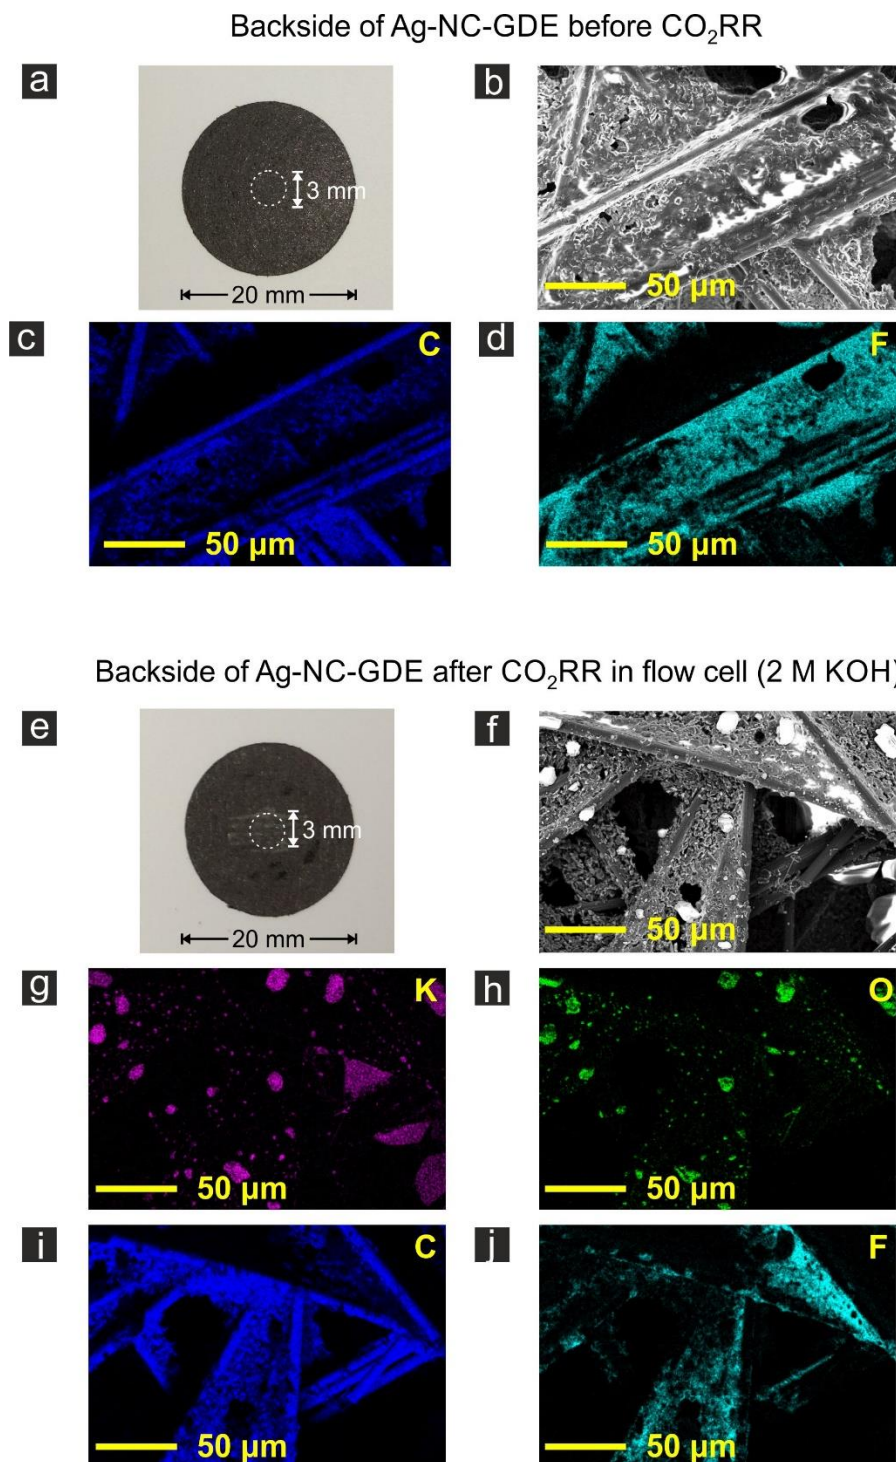 Backside of Ag-NC-GDE before CO₂RR
a
3 mm
20 mm
b
50 µm
c
C
50 µm
d
F
50 µm
Backside of Ag-NC-GDE after CO₂RR in flow cell (2 M KOH)
e
3 mm
20 mm
f
50 µm
g
K
50 µm
h
O
50 µm
i
C
50 µm
j
F
50 µm